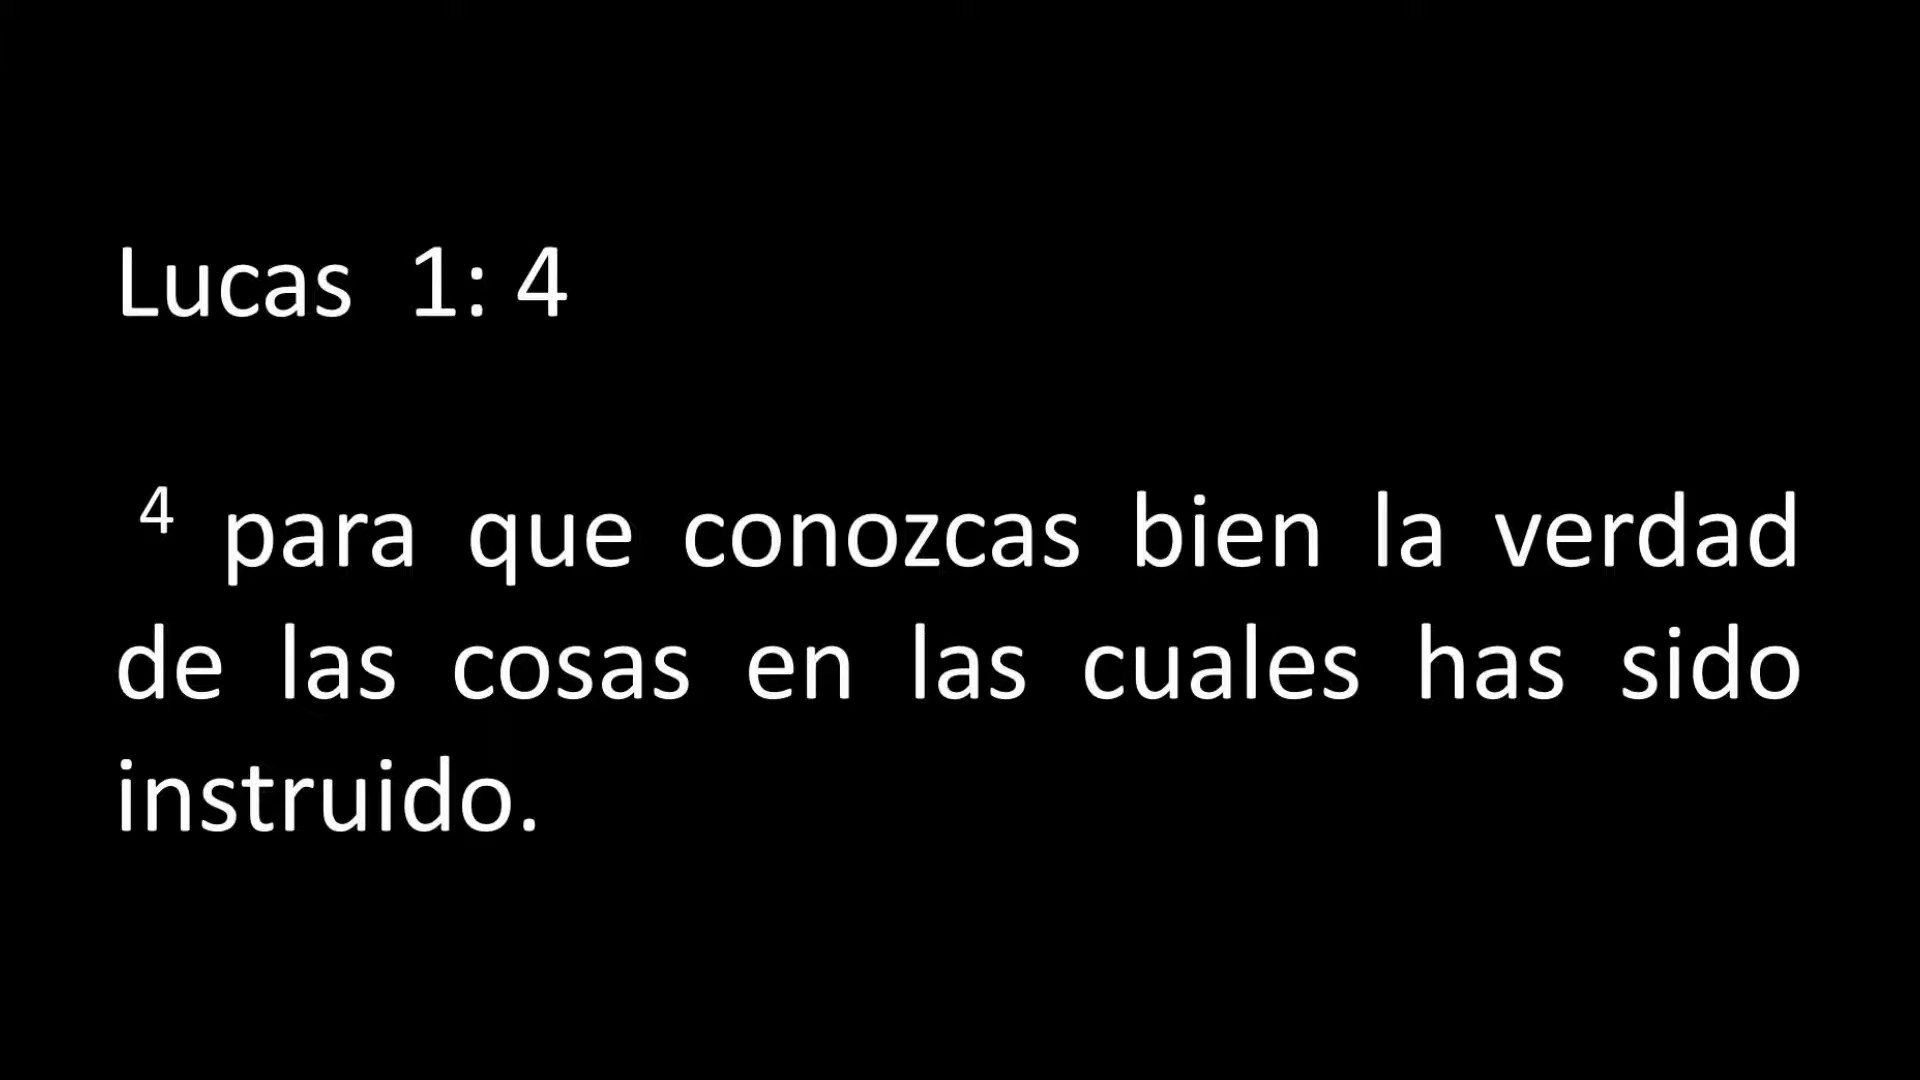 Lucas 1: 4
4 para que conozcas bien la verdad
de las cosas en las cuales has sido
instruido.